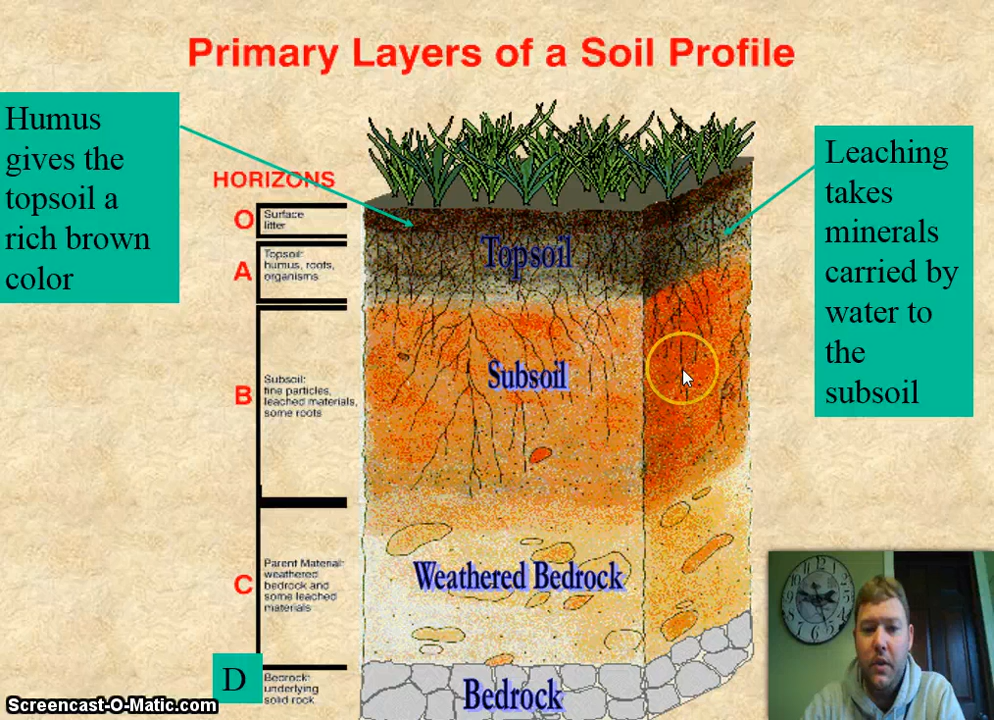 Primary Layers of a Soil Profile
Humus
gives the
topsoil a
rich brown
color
HORIZONS
O
Surface
litter
A
Topsoil:
humus, roots,
organisms
B
Subsoil:
fine particles,
leached materials,
some roots
C
Parent Material:
weathered
bedrock and
some leached
materials
D
Bedrock:
underlying
solid rock
Topsoil
Subsoil
Weathered Bedrock
Bedrock
Leaching
takes
minerals
carried by
water to
the
subsoil
Screencast-O-Matic.com